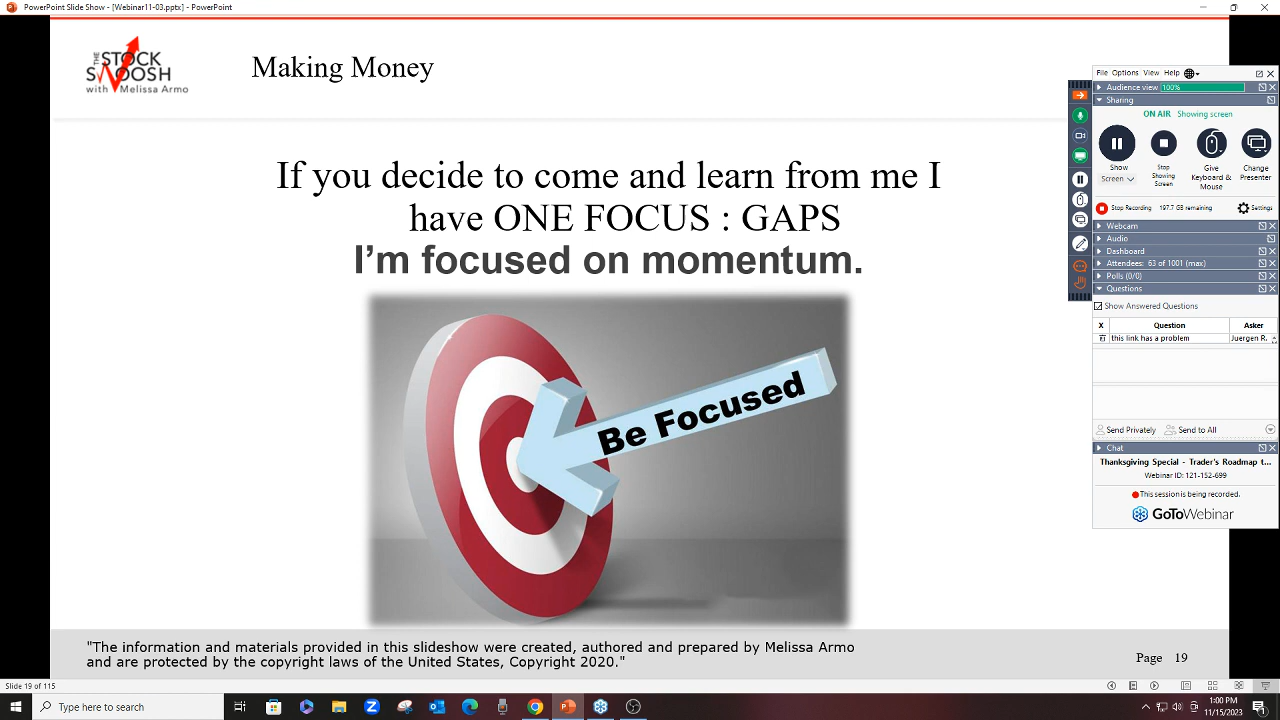 PowerPoint Slide Show - [Webinar11-03.pptx] - PowerPoint
THE
STOCK
SWOOSH
with Melissa Armo
Making Money
If you decide to come and learn from me I
have ONE FOCUS : GAPS
I’m focused on momentum.
Be Focused
"The information and materials provided in this slideshow were created, authored and prepared by Melissa Armo
and are protected by the copyright laws of the United States, Copyright 2020."
Page 19
File Options View Help
Audience view 100%
Sharing
ON AIR Showing screen
Show
Screen
Stop
Showing
Screen
Give
Keyboard &
Mouse
Change
Presenter
Stop Recording 197.7 GB remaining Settings
Webcam
Audio
Dashboard
Attendees: 63 of 1001 (max)
Polls (0/0)
Questions
Show Answered Questions
X Question Asker
this link has a problem Juergen R.
Send Privately Send to All
Chat
Thanksgiving Special - Trader's Roadmap t...
Webinar ID: 121-152-699
This session is being recorded.
GoToWebinar
Slide 19 of 115
Type here to search
1:00 PM
11/15/2023